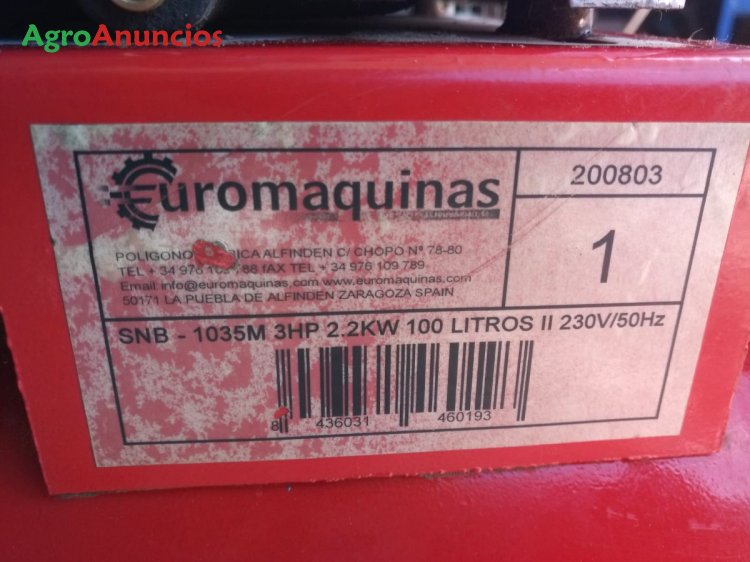 AgroAnuncios
Euromaquinas
200803
1
POLIGONO ALFINDEN C/ CHOPO Nº 78-80
TEL + 34 976 FAX TEL + 34 976 109 789
Email: info@euromaquinas.com www.euromaquinas.com
50171 LA PUEBLA DE ALFINDEN ZARAGOZA SPAIN
SNB - 1035M 3HP 2.2KW 100 LITROS II 230V/50Hz
8 436031 460193